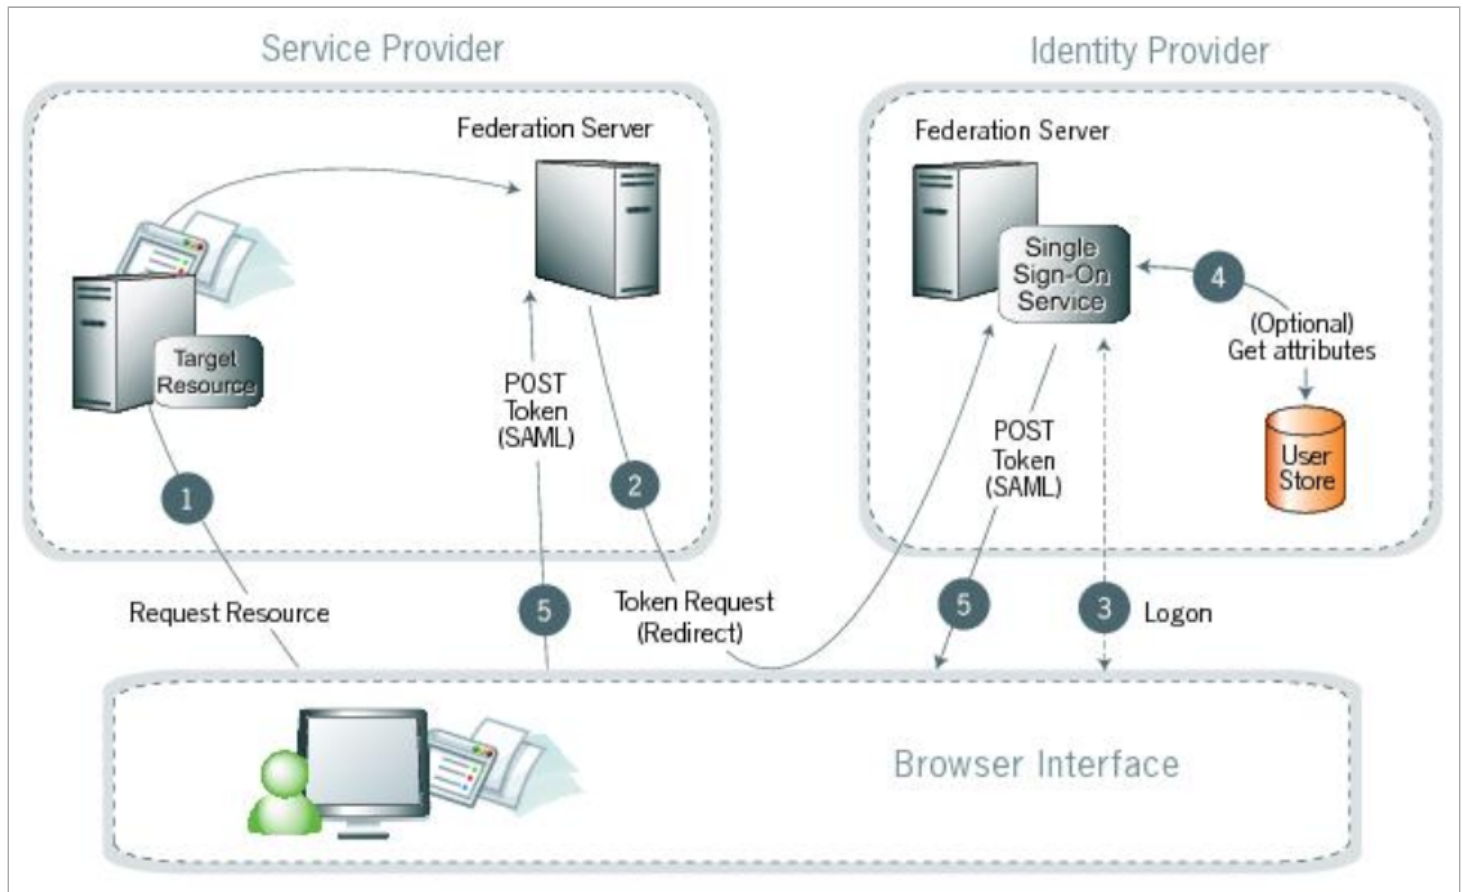 Service Provider
Identity Provider
Federation Server
Federation Server
Single
Sign-On
Service
4
(Optional)
Get attributes
Target
Resource
POST
Token
(SAML)
POST
Token
(SAML)
User
Store
1
2
Request Resource
5
Token Request
(Redirect)
5
3
Logon
Browser Interface